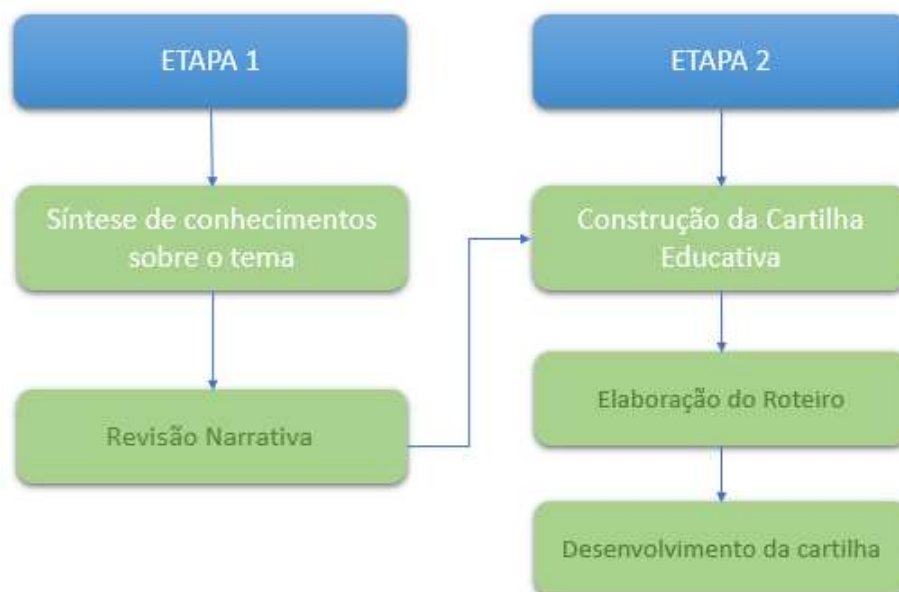 ETAPA 1
Síntese de conhecimentos
sobre o tema
Revisão Narrativa
ETAPA 2
Construção da Cartilha
Educativa
Elaboração do Roteiro
Desenvolvimento da cartilha